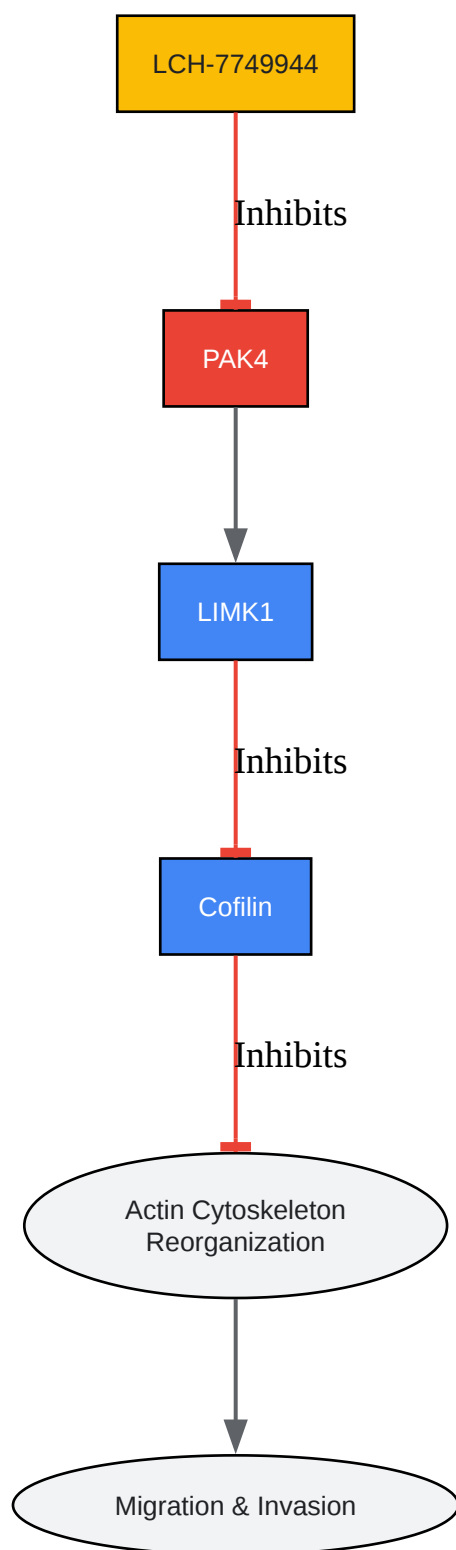 LCH-7749944
Inhibits
PAK4
LIMK1
Inhibits
Cofilin
Inhibits
Actin Cytoskeleton
Reorganization
Migration & Invasion